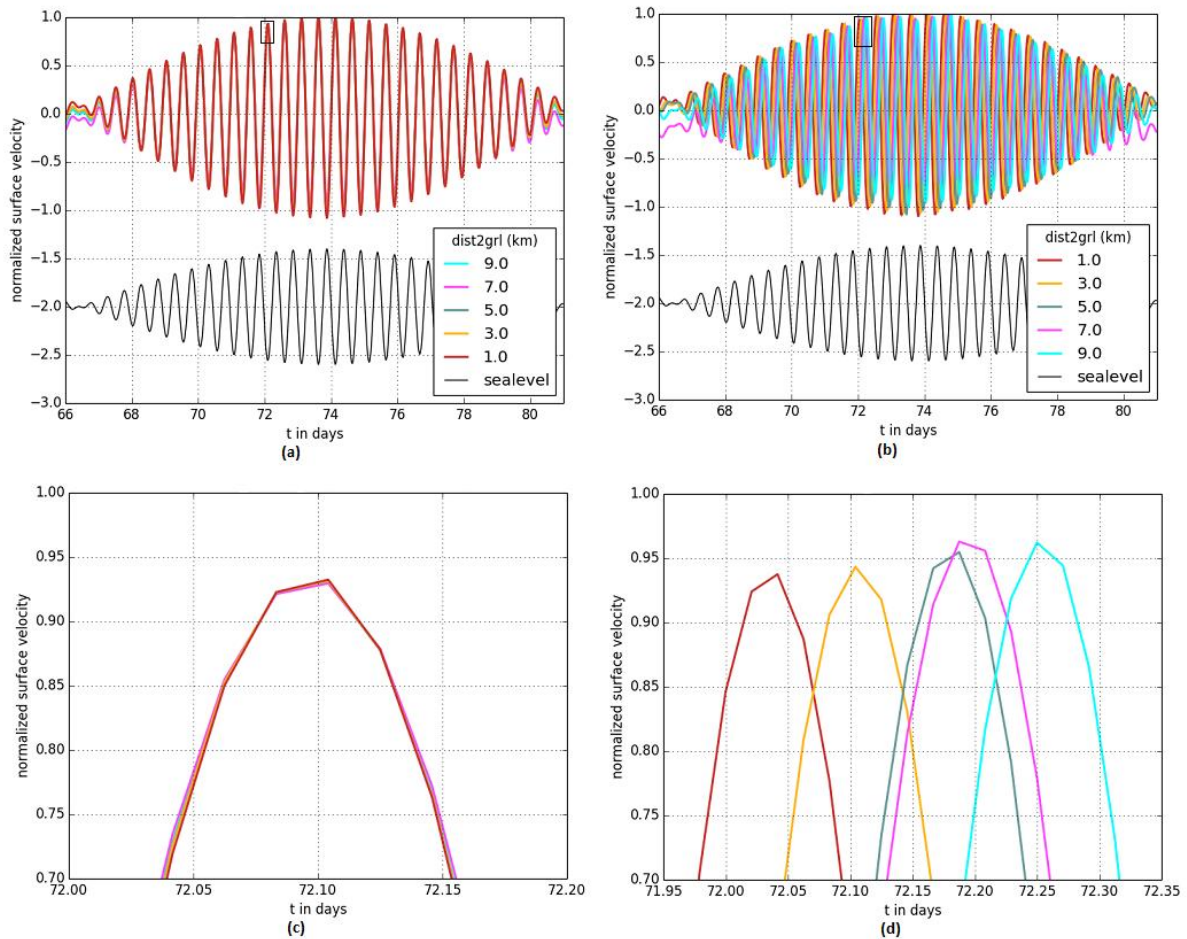 1.0
0.5
0.0
−0.5
−1.0
−1.5
−2.0
−2.5
−3.0
normalized surface velocity
66 68 70 72 74 76 78 80
t in days
(a)
dist2grl (km)
9.0
7.0
5.0
3.0
1.0
sealevel
1.0
0.5
0.0
−0.5
−1.0
−1.5
−2.0
−2.5
−3.0
normalized surface velocity
66 68 70 72 74 76 78 80
t in days
(b)
dist2grl (km)
1.0
3.0
5.0
7.0
9.0
sealevel
1.00
0.95
0.90
0.85
0.80
0.75
0.70
normalized surface velocity
72.00 72.05 72.10 72.15 72.20
t in days
(c)
1.00
0.95
0.90
0.85
0.80
0.75
0.70
normalized surface velocity
71.95 72.00 72.05 72.10 72.15 72.20 72.25 72.30 72.35
t in days
(d)